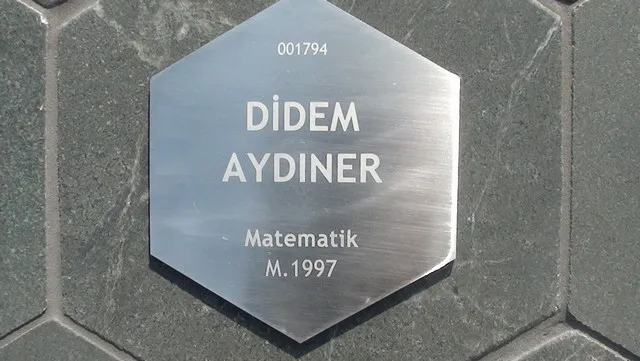 001794
DİDEM
AYDINER
Matematik
M.1997